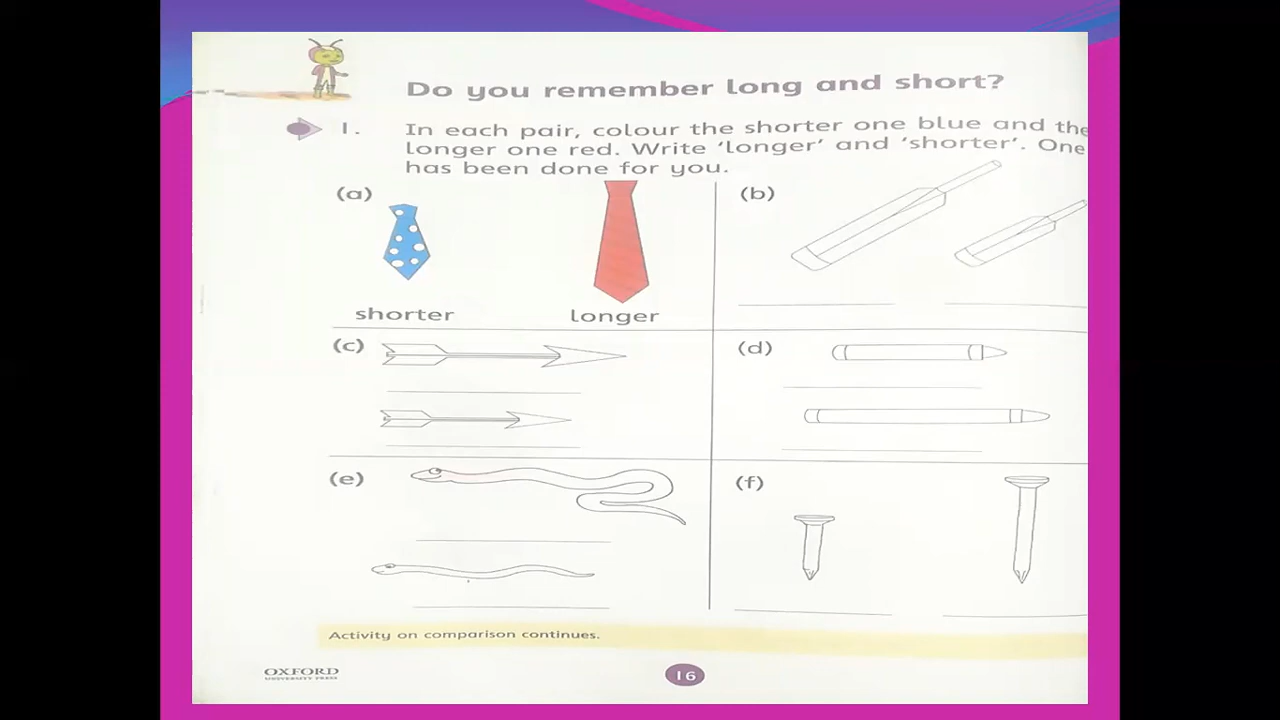 Do you remember long and short?
1. In each pair, colour the shorter one blue and the
longer one red. Write 'longer' and 'shorter'. One
has been done for you.
(a)
(b)
shorter
longer
(c)
(d)
(e)
(f)
Activity on comparison continues.
OXFORD
UNIVERSITY PRESS
16